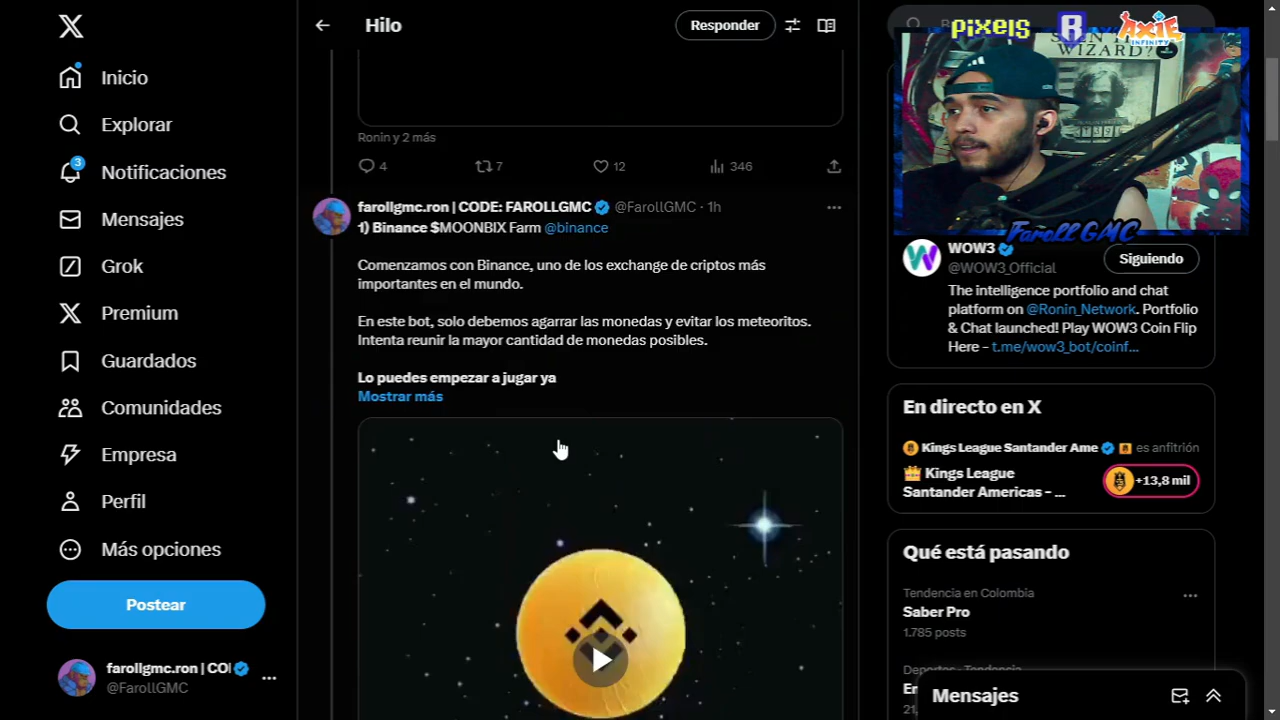 Inicio
Explorar
3
Notificaciones
Mensajes
Grok
Premium
Guardados
Comunidades
Empresa
Perfil
Más opciones
Postear
farollgmc.ron | COI
@FarollGMC
Hilo
Responder
Ronin y 2 más
4
7
12
346
farollgmc.ron | CODE: FAROLLGMC @FarollGMC · 1h
1) Binance $MOONBIX Farm @binance
Comenzamos con Binance, uno de los exchange de criptos más
importantes en el mundo.
En este bot, solo debemos agarrar las monedas y evitar los meteoritos.
Intenta reunir la mayor cantidad de monedas posibles.
Lo puedes empezar a jugar ya
Mostrar más
pixels
AXIE
INFINITY
WIZARD?
Faroll GMC
WOW3
@WOW3_Official
Siguiendo
The intelligence portfolio and chat
platform on @Ronin_Network. Portfolio
& Chat launched! Play WOW3 Coin Flip
Here – t.me/wow3_bot/coinf...
En directo en X
Kings League Santander Ame es anfitrión
Kings League
Santander Americas – ...
+13,8 mil
Qué está pasando
Tendencia en Colombia
Saber Pro
1.785 posts
Deportes · Tendencia
Mensajes